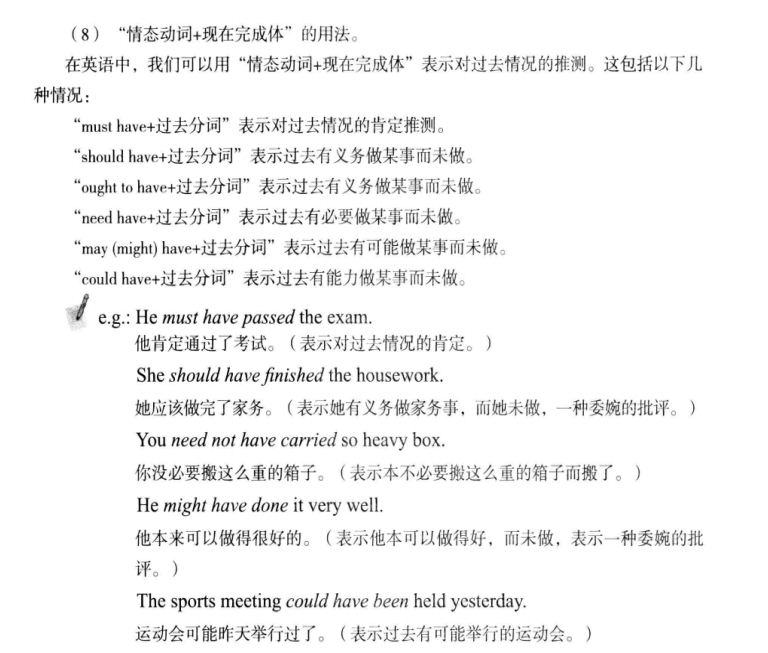 （8）“情态动词+现在完成体”的用法。
在英语中，我们可以用“情态动词+现在完成体”表示对过去情况的推测。这包括以下几
种情况：
“must have+过去分词”表示对过去情况的肯定推测。
“should have+过去分词”表示过去有义务做某事而未做。
“ought to have+过去分词”表示过去有义务做某事而未做。
“need have+过去分词”表示过去有必要做某事而未做。
“may (might) have+过去分词”表示过去有可能做某事而未做。
“could have+过去分词”表示过去有能力做某事而未做。
e.g.: He must have passed the exam.
他肯定通过了考试。（表示对过去情况的肯定。）
She should have finished the housework.
她应该做完了家务。（表示她有义务做家务事，而她未做，一种委婉的批评。）
You need not have carried so heavy box.
你没必要搬这么重的箱子。（表示本不必要搬这么重的箱子而搬了。）
He might have done it very well.
他本来可以做得很好的。（表示他本可以做得好，而未做，表示一种委婉的批
评。）
The sports meeting could have been held yesterday.
运动会可能昨天举行过了。（表示过去有可能举行的运动会。）